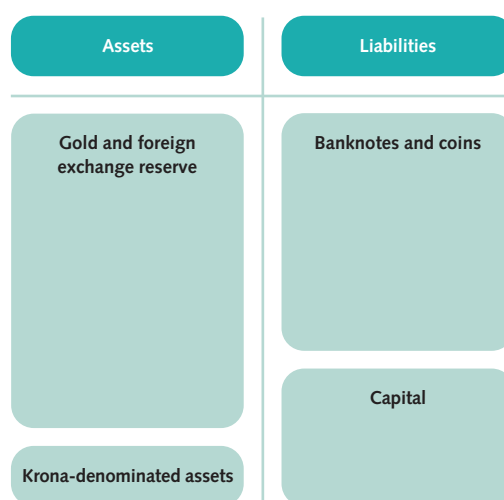 Assets
Liabilities
Gold and foreign
exchange reserve
Banknotes and coins
Capital
Krona-denominated assets